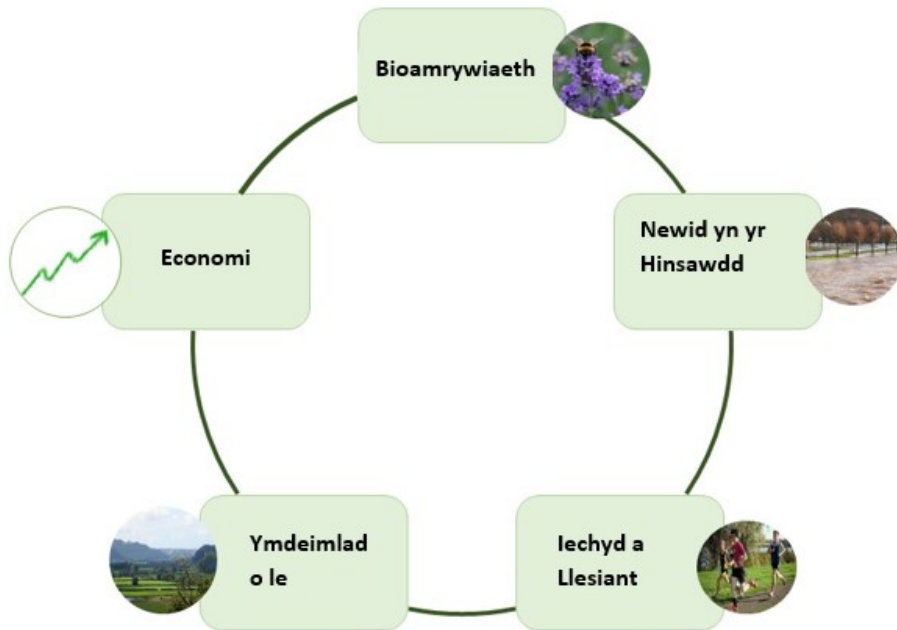 Bioamrywiaeth
Newid yn yr
Hinsawdd
Iechyd a
Llesiant
Ymdeimlad
o le
Economi